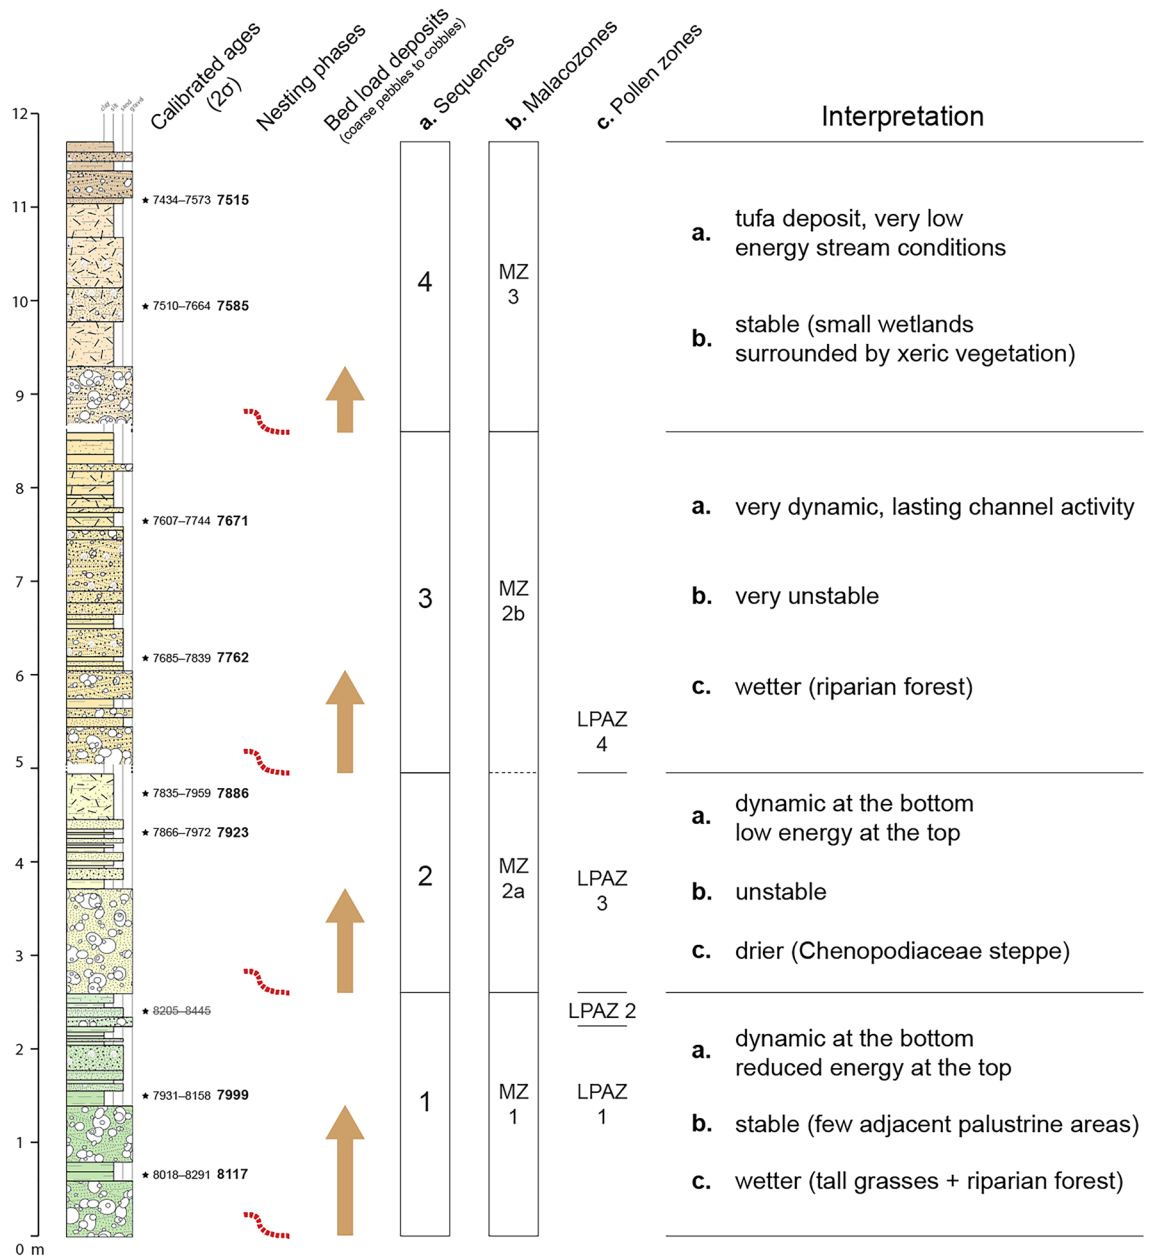 clay
silt
sand
gravel
Calibrated ages
(2σ)
Nesting phases
Bed load deposits
(coarse pebbles to cobbles)
a. Sequences
b. Malacozones
c. Pollen zones
Interpretation
12
11
10
9
8
7
6
5
4
3
2
1
0 m
★ 7434–7573 7515
★ 7510–7664 7585
★ 7607–7744 7671
★ 7685–7839 7762
★ 7835–7959 7886
★ 7866–7972 7923
★ 8205–8445
★ 7931–8158 7999
★ 8018–8291 8117
4
3
2
1
MZ
3
MZ
2b
MZ
2a
MZ
1
LPAZ
4
LPAZ
3
LPAZ 2
LPAZ
1
a. tufa deposit, very low
energy stream conditions
b. stable (small wetlands
surrounded by xeric vegetation)
a. very dynamic, lasting channel activity
b. very unstable
c. wetter (riparian forest)
a. dynamic at the bottom
low energy at the top
b. unstable
c. drier (Chenopodiaceae steppe)
a. dynamic at the bottom
reduced energy at the top
b. stable (few adjacent palustrine areas)
c. wetter (tall grasses + riparian forest)